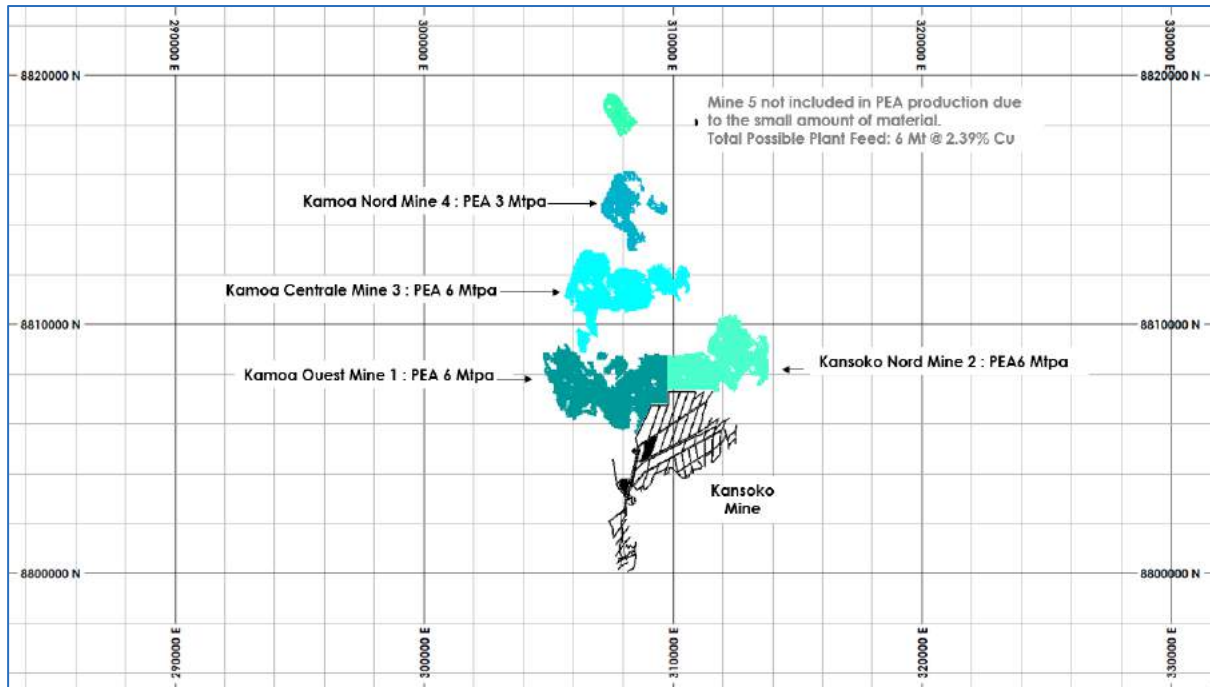 290000 E
300000 E
310000 E
320000 E
330000 E
8820000 N
8820000 N
Mine 5 not included in PEA production due
to the small amount of material.
Total Possible Plant Feed: 6 Mt @ 2.39% Cu
Kamoa Nord Mine 4 : PEA 3 Mtpa
Kamoa Centrale Mine 3 : PEA 6 Mtpa
8810000 N
8810000 N
Kamoa Ouest Mine 1 : PEA 6 Mtpa
Kansoko Nord Mine 2 : PEA6 Mtpa
Kansoko
Mine
8800000 N
8800000 N
290000 E
300000 E
310000 E
320000 E
330000 E